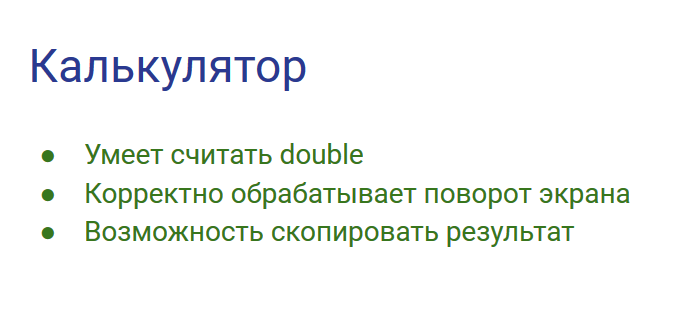 Калькулятор
● Умеет считать double
● Корректно обрабатывает поворот экрана
● Возможность скопировать результат